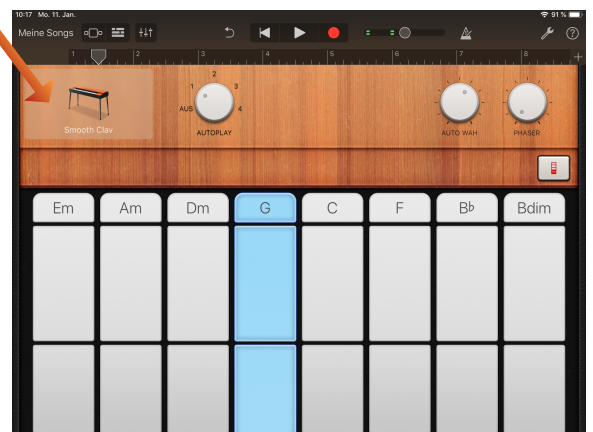 10:17 Mo. 11. Jan. 91 %
Meine Songs
1 2 3 4 5 6 7 8 +
2
1 3
AUS 4
Smooth Clav AUTOPLAY AUTO WAH PHASER
Em Am Dm G C F B♭ Bdim